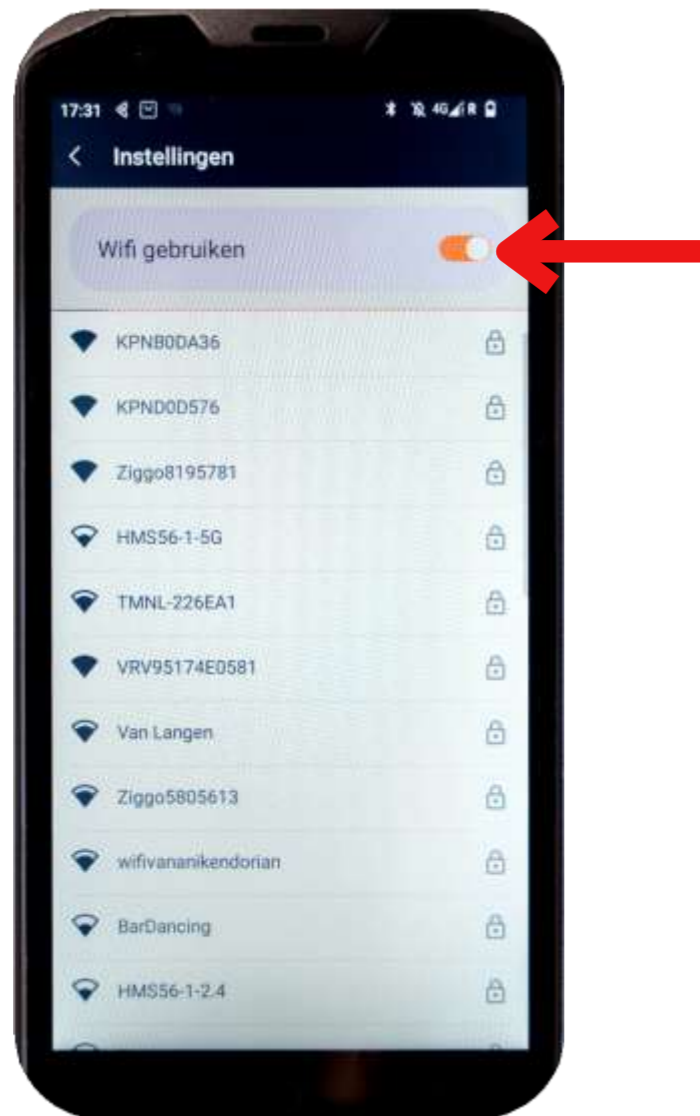 17:31 4G R
Instellingen
Wifi gebruiken
KPNB0DA36
KPND0D576
Ziggo8195781
HMS56-1-5G
TMNL-226EA1
VRV95174E0581
Van Langen
Ziggo5805613
wifivananikendorian
BarDancing
HMS56-1-2.4